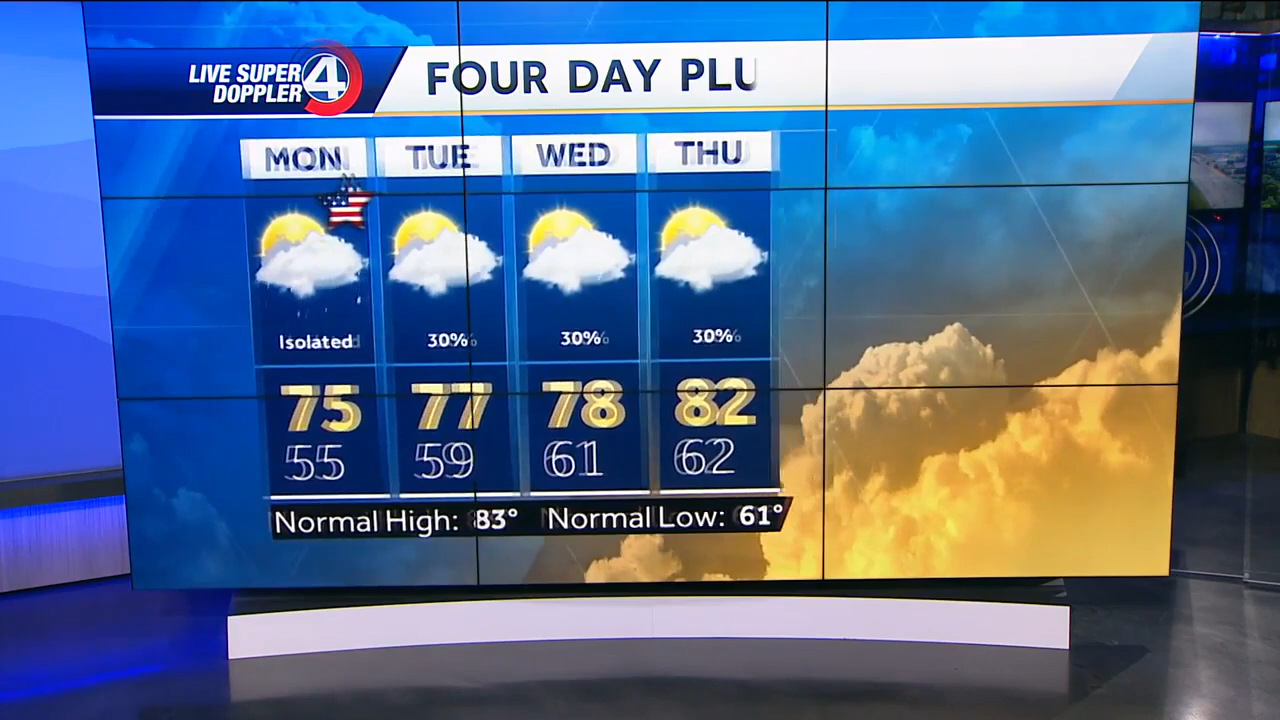 LIVE SUPER
DOPPLER
4
FOUR DAY PLU
MON TUE WED THU
Isolated 30% 30% 30%
75 77 78 82
55 59 61 62
Normal High: 83° Normal Low: 61°